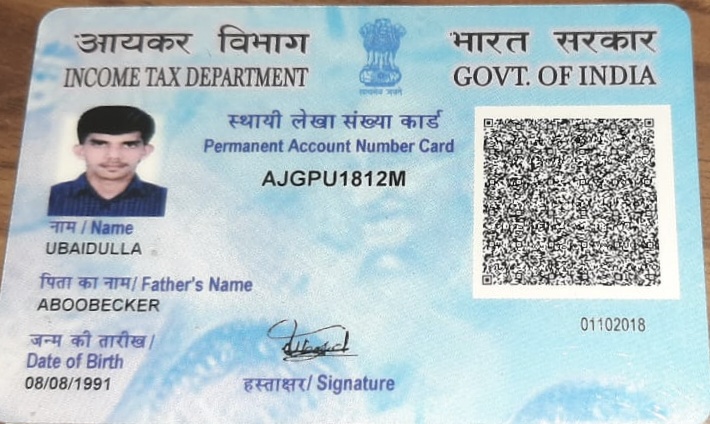 आयकर विभाग
INCOME TAX DEPARTMENT
भारत सरकार
GOVT. OF INDIA
सत्यमेव जयते
स्थायी लेखा संख्या कार्ड
Permanent Account Number Card
AJGPU1812M
नाम / Name
UBAIDULLA
पिता का नाम/ Father's Name
ABOOBECKER
जन्म की तारीख/
Date of Birth
08/08/1991
हस्ताक्षर/ Signature
01102018